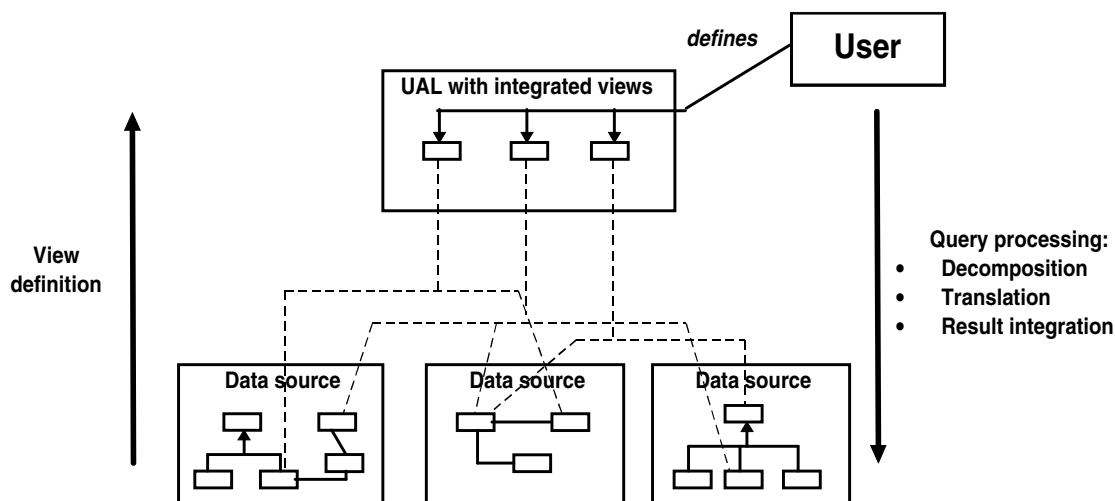 defines
User
UAL with integrated views
View
definition
Query processing:
• Decomposition
• Translation
• Result integration
Data source
Data source
Data source